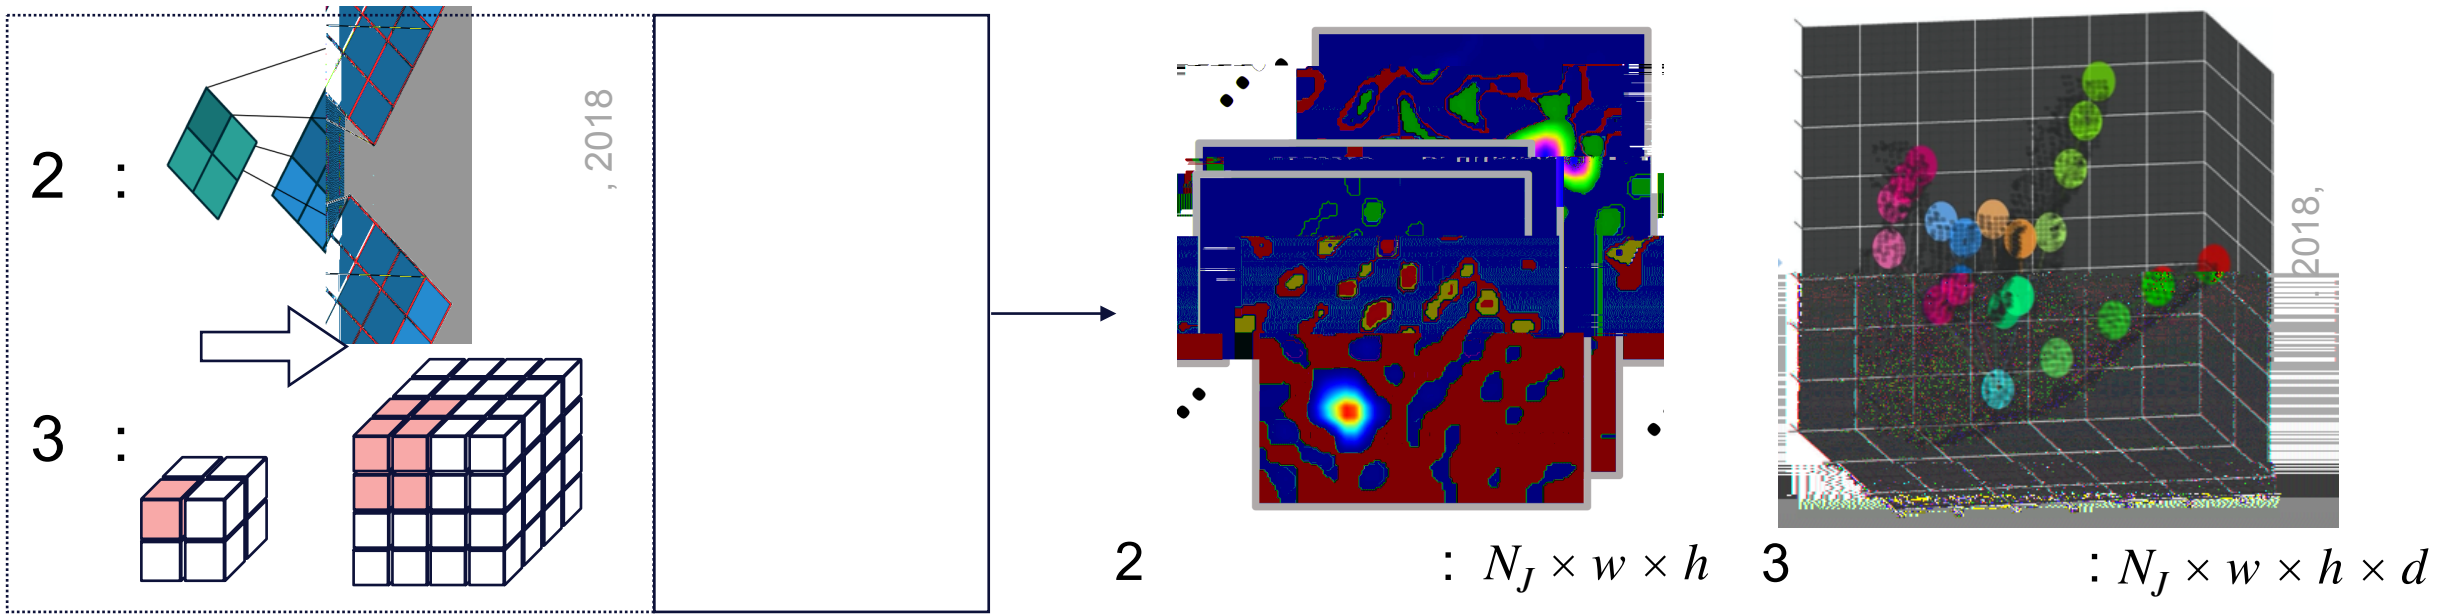 2 :
, 2018
3 :
2 : N_J × w × h
3 : N_J × w × h × d
, 2018,